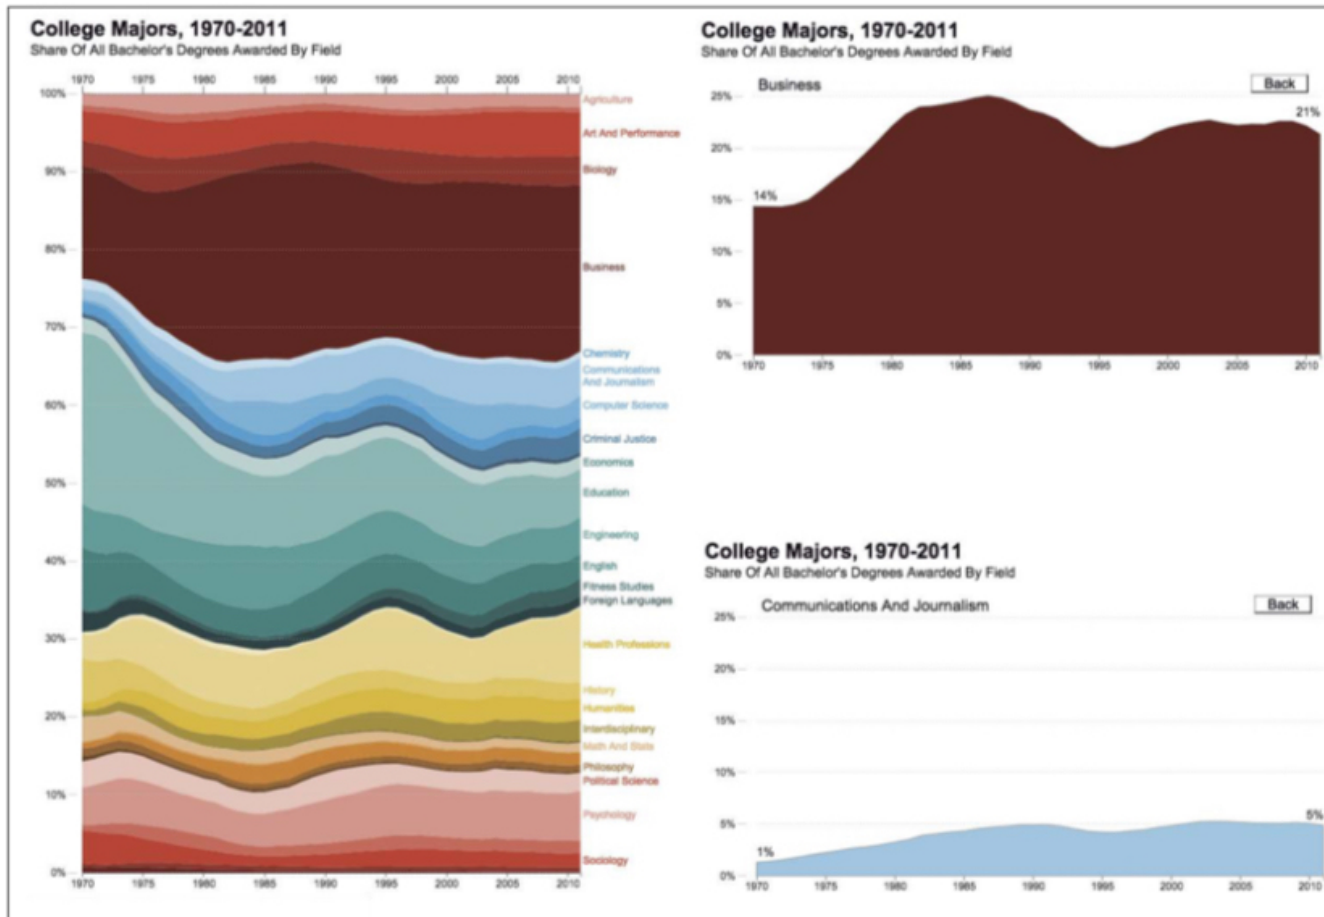 College Majors, 1970-2011
Share Of All Bachelor's Degrees Awarded By Field
1970 1975 1980 1985 1990 1995 2000 2005 2010
100%
90%
80%
70%
60%
50%
40%
30%
20%
10%
0%
Agriculture
Art And Performance
Biology
Business
Chemistry
Communications
And Journalism
Computer Science
Criminal Justice
Economics
Education
Engineering
English
Fitness Studies
Foreign Languages
Health Professions
History
Humanities
Interdisciplinary
Math And Stats
Philosophy
Political Science
Psychology
Sociology
1970 1975 1980 1985 1990 1995 2000 2005 2010
College Majors, 1970-2011
Share Of All Bachelor's Degrees Awarded By Field
Business
Back
25%
21%
20%
15%
14%
10%
5%
0%
1970 1975 1980 1985 1990 1995 2000 2005 2010
College Majors, 1970-2011
Share Of All Bachelor's Degrees Awarded By Field
Communications And Journalism
Back
25%
20%
15%
10%
5%
5%
1%
0%
1970 1975 1980 1985 1990 1995 2000 2005 2010